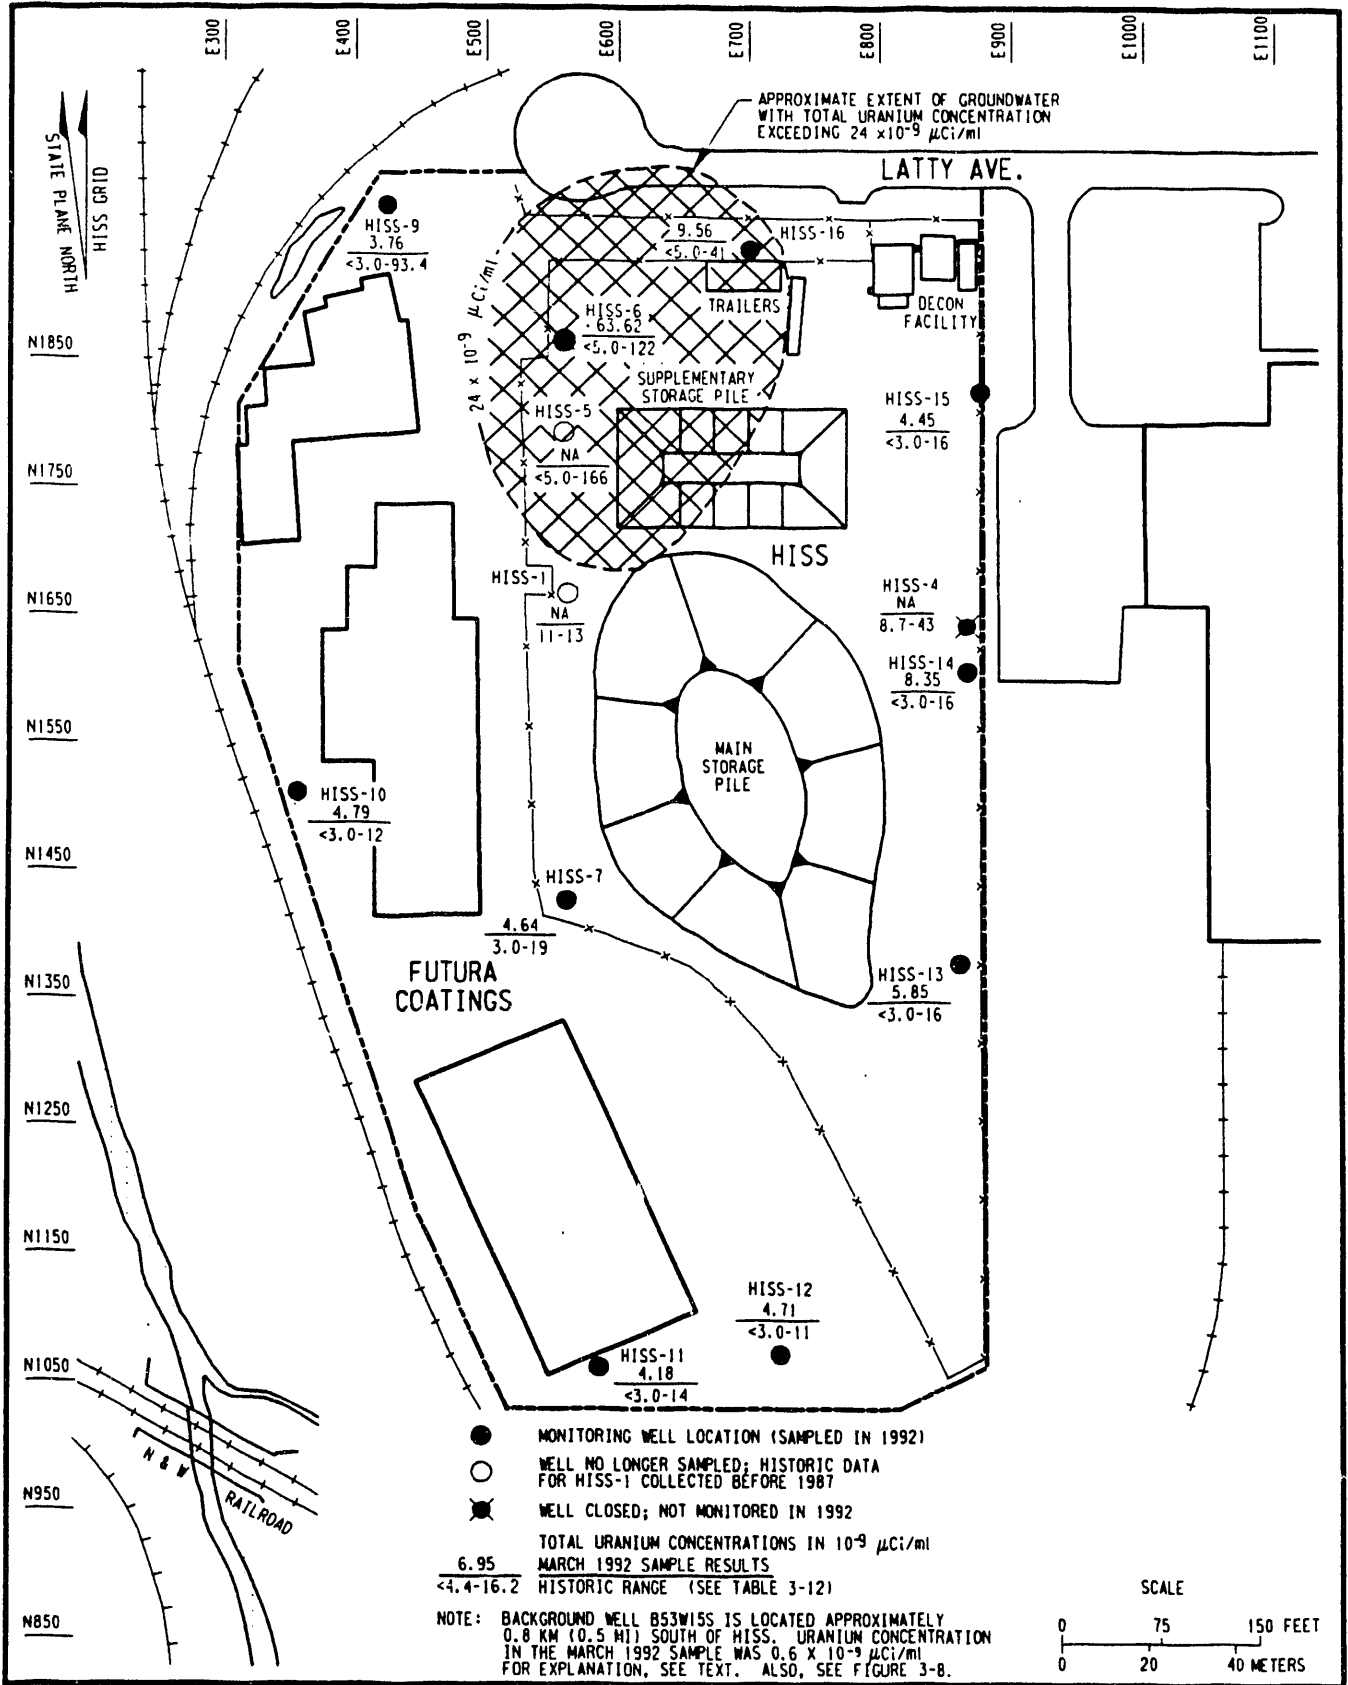 E300
E400
E500
E600
E700
E800
E900
E1000
E1100
APPROXIMATE EXTENT OF GROUNDWATER
WITH TOTAL URANIUM CONCENTRATION
EXCEEDING 24 x10⁻⁹ μCi/ml
LATTY AVE.
STATE PLANE NORTH
HISS GRID
HISS-9
3.76
<3.0-93.4
24 x 10⁻⁹ μCi/ml
9.56
<5.0-41
HISS-16
TRAILERS
DECON
FACILITY
HISS-6
63.62
<5.0-122
N1850
SUPPLEMENTARY
STORAGE PILE
HISS-5
NA
<5.0-166
HISS-15
4.45
<3.0-16
N1750
HISS
HISS-1
NA
11-13
HISS-4
NA
8.7-43
N1650
HISS-14
8.35
<3.0-16
N1550
MAIN
STORAGE
PILE
HISS-10
4.79
<3.0-12
N1450
HISS-7
4.64
3.0-19
FUTURA
COATINGS
HISS-13
5.85
<3.0-16
N1350
N1250
N1150
HISS-12
4.71
<3.0-11
N1050
HISS-11
4.18
<3.0-14
N & W
RAILROAD
N950
N850
MONITORING WELL LOCATION (SAMPLED IN 1992)
WELL NO LONGER SAMPLED; HISTORIC DATA
FOR HISS-1 COLLECTED BEFORE 1987
WELL CLOSED; NOT MONITORED IN 1992
TOTAL URANIUM CONCENTRATIONS IN 10⁻⁹ μCi/ml
6.95 MARCH 1992 SAMPLE RESULTS
<4.4-16.2 HISTORIC RANGE (SEE TABLE 3-12)
NOTE: BACKGROUND WELL B53W15S IS LOCATED APPROXIMATELY
0.8 KM (0.5 MI) SOUTH OF HISS. URANIUM CONCENTRATION
IN THE MARCH 1992 SAMPLE WAS 0.6 X 10⁻⁹ μCi/ml
FOR EXPLANATION, SEE TEXT. ALSO, SEE FIGURE 3-8.
SCALE
0 75 150 FEET
0 20 40 METERS